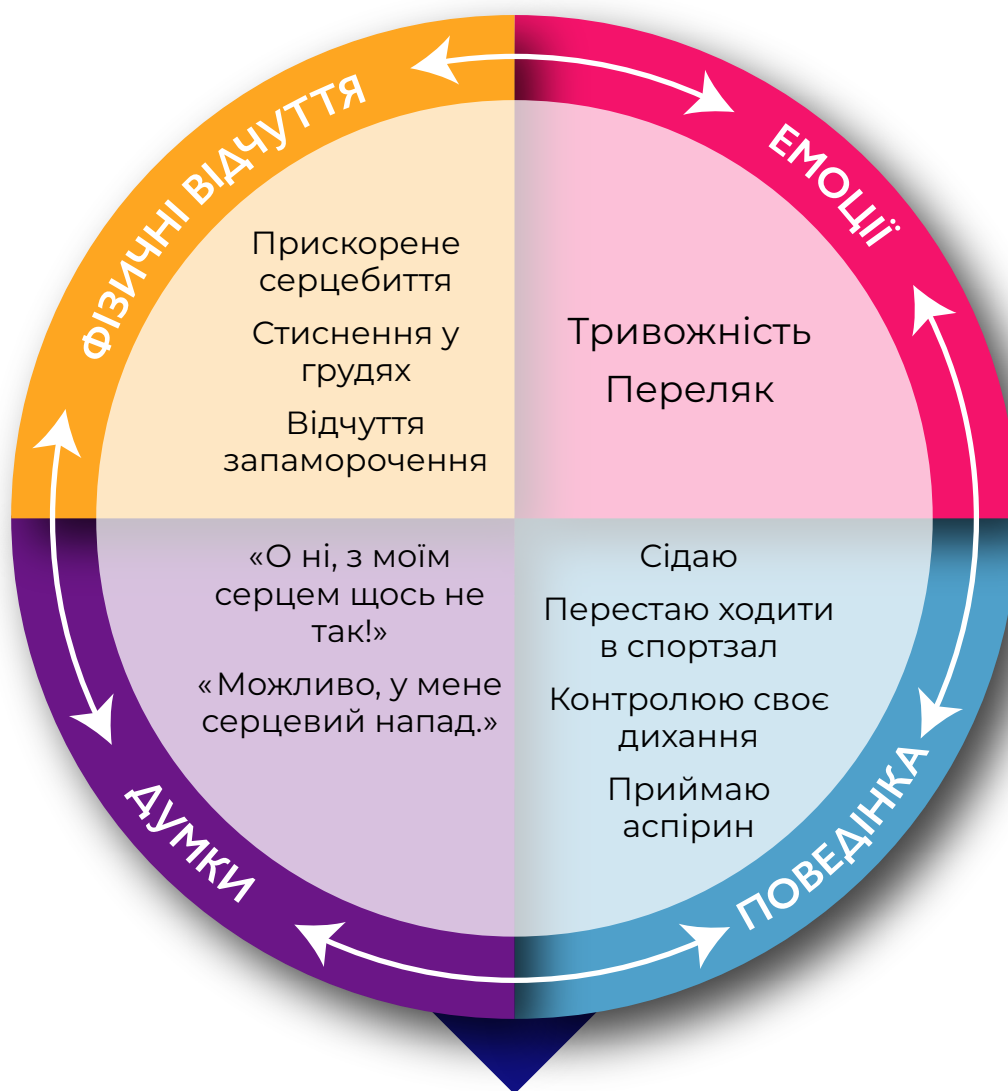 ФІЗИЧНІ ВІДЧУТТЯ
Прискорене
серцебиття
Стиснення у
грудях
Відчуття
запаморочення
ЕМОЦІЇ
Тривожність
Переляк
«О ні, з моїм
серцем щось не
так!»
«Можливо, у мене
серцевий напад.»
ДУМКИ
Сідаю
Перестаю ходити
в спортзал
Контролюю своє
дихання
Приймаю
аспірин
ПОВЕДІНКА